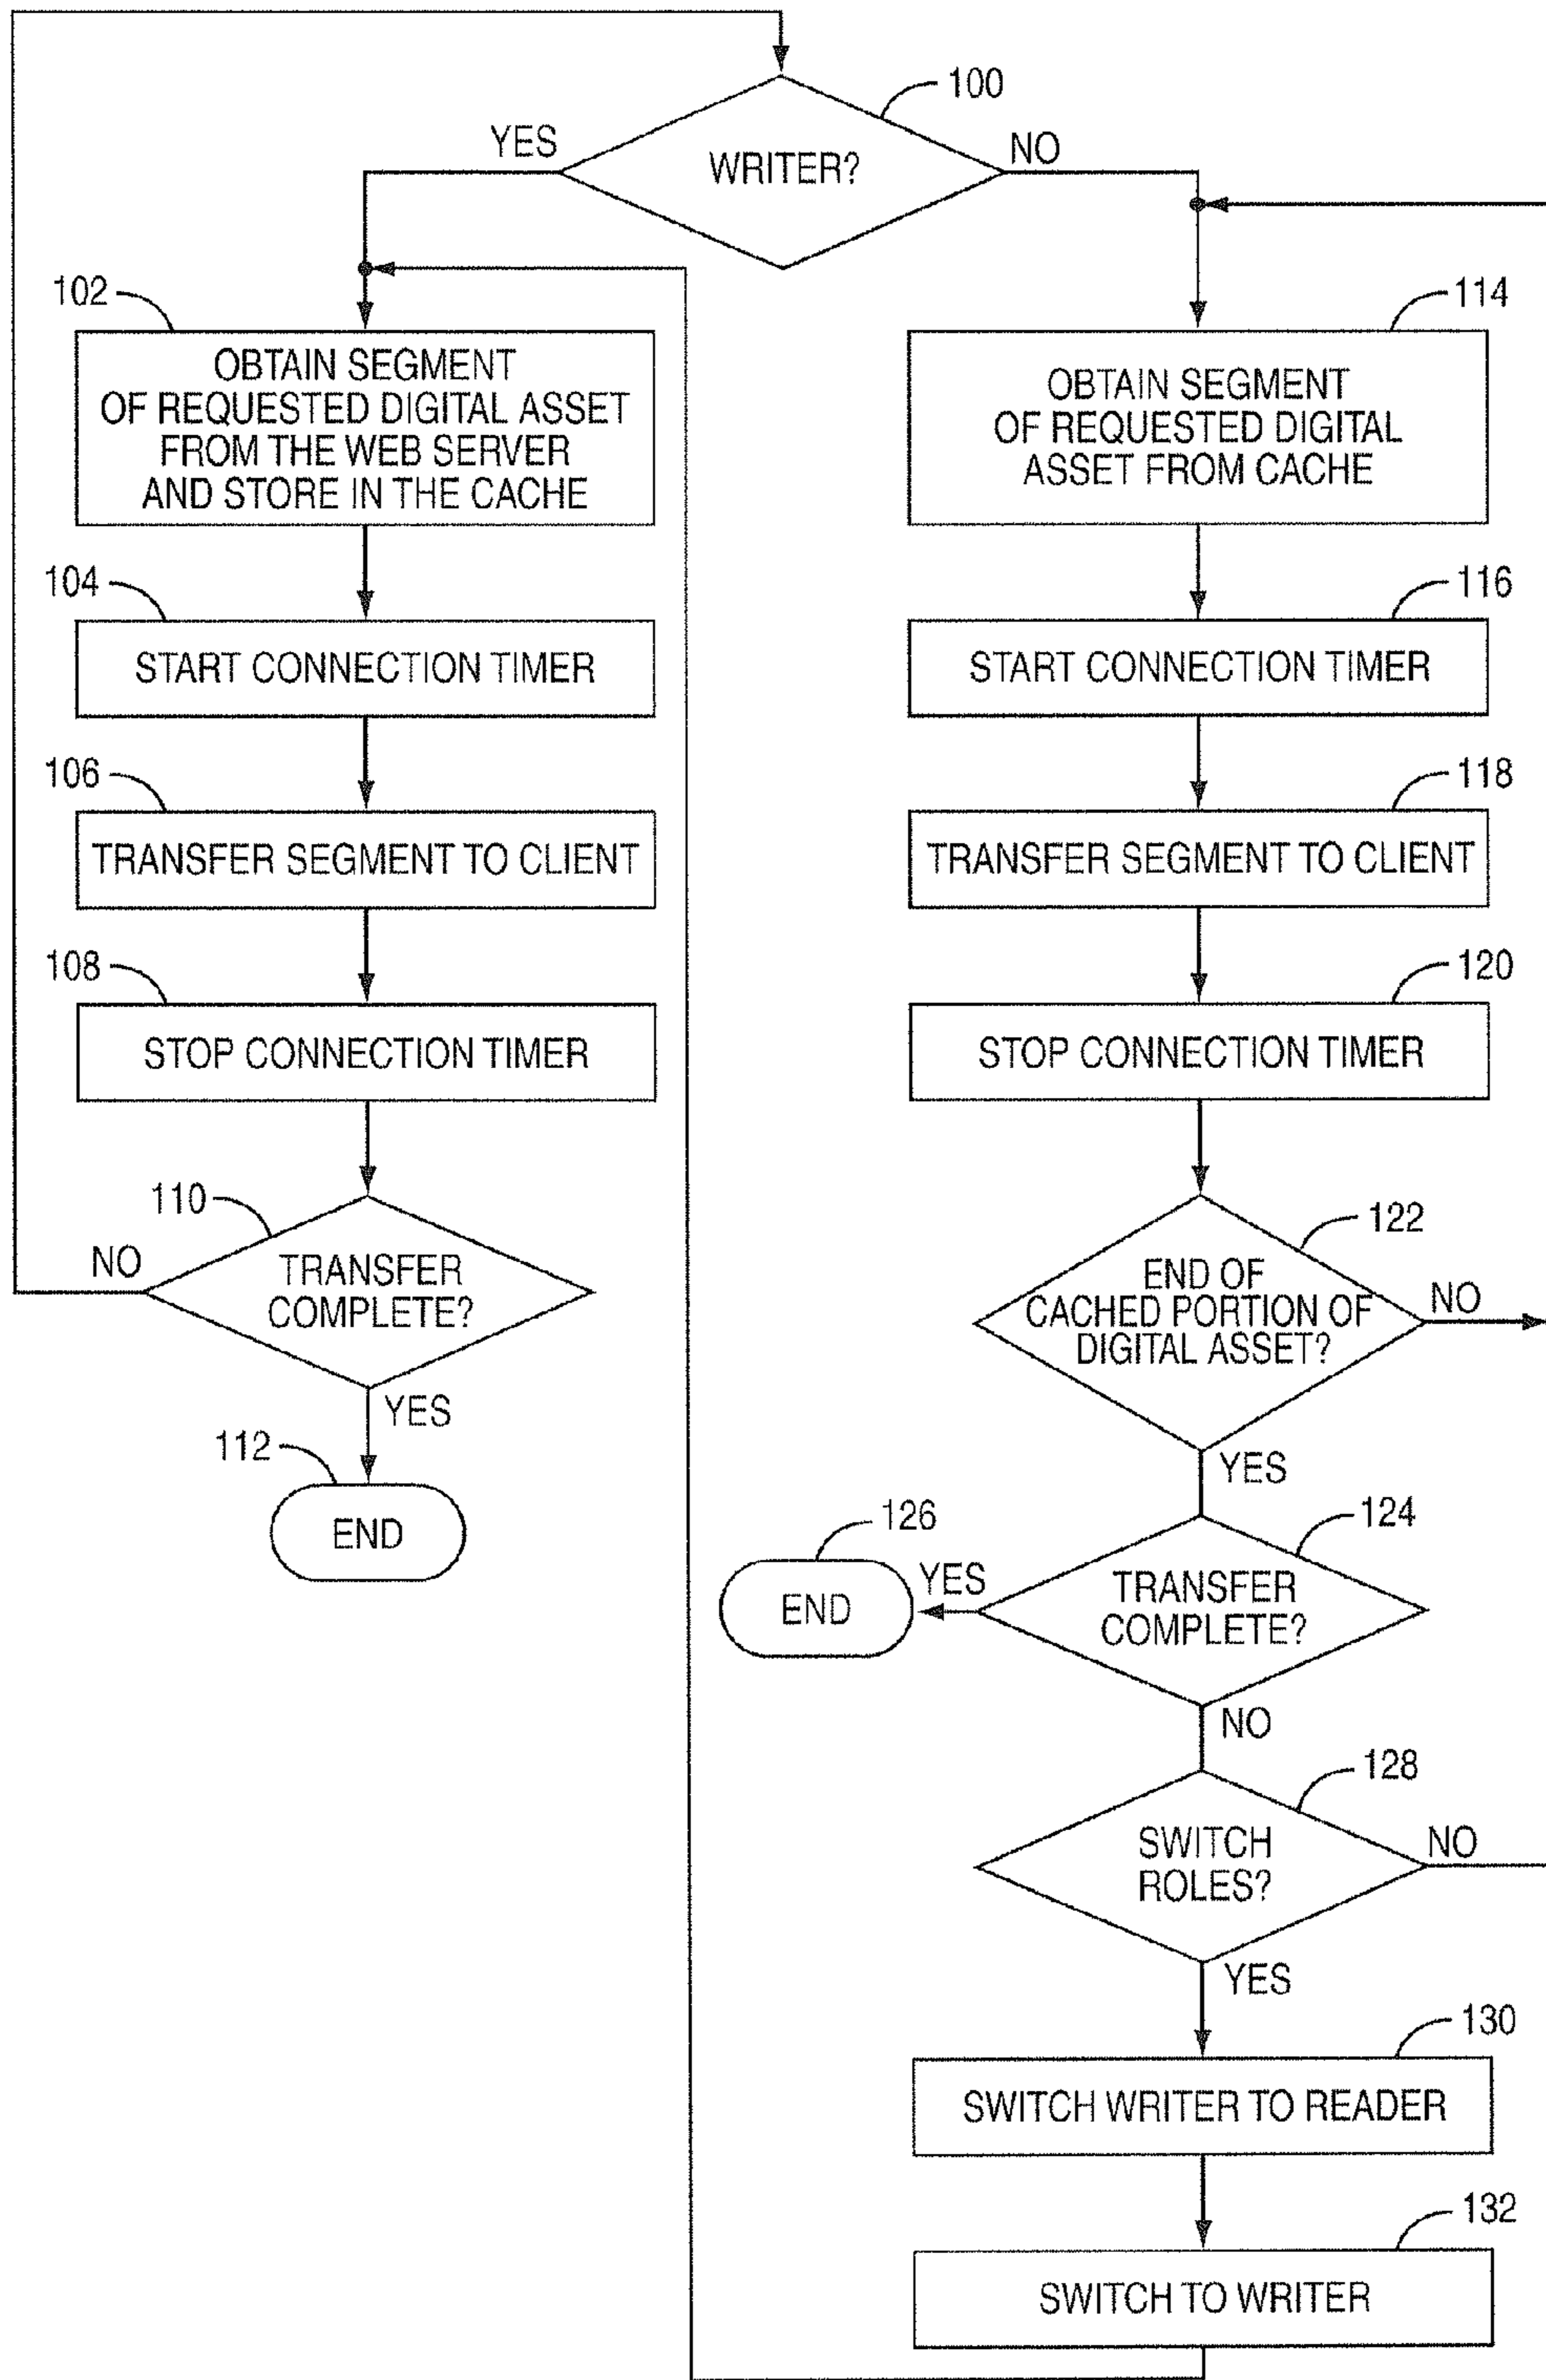 100
WRITER?
YES
NO
102
OBTAIN SEGMENT
OF REQUESTED DIGITAL ASSET
FROM THE WEB SERVER
AND STORE IN THE CACHE
104
START CONNECTION TIMER
106
TRANSFER SEGMENT TO CLIENT
108
STOP CONNECTION TIMER
110
NO
TRANSFER
COMPLETE?
YES
112
END
114
OBTAIN SEGMENT
OF REQUESTED DIGITAL
ASSET FROM CACHE
116
START CONNECTION TIMER
118
TRANSFER SEGMENT TO CLIENT
120
STOP CONNECTION TIMER
122
END OF
CACHED PORTION OF
DIGITAL ASSET?
NO
YES
124
TRANSFER
COMPLETE?
YES
126
END
NO
128
SWITCH
ROLES?
NO
YES
130
SWITCH WRITER TO READER
132
SWITCH TO WRITER